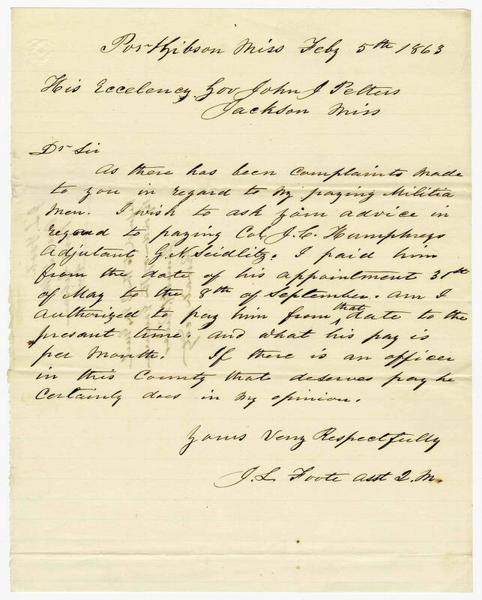 Port Gibson Miss Feby 5th 1863
His Excelency Gov John J Petters
Jackson Miss
Dr Sir
As there has been complaints made
to you in regard to my paying Militia
men. I wish to ask your advice in
regard to paying Col J. C. Humphreys
Adjutant G. N. Seidlitz. I paid him
from the date of his appointment 30th
of May to the 8th of September. am I
authorized to pay him from that date to the
presant time. and what his pay is
per month. If there is an officer
in this County that deserves pay he
certainly does in my opinion.
Yours Very Respectfully
J. L. Foote asst Q. M.